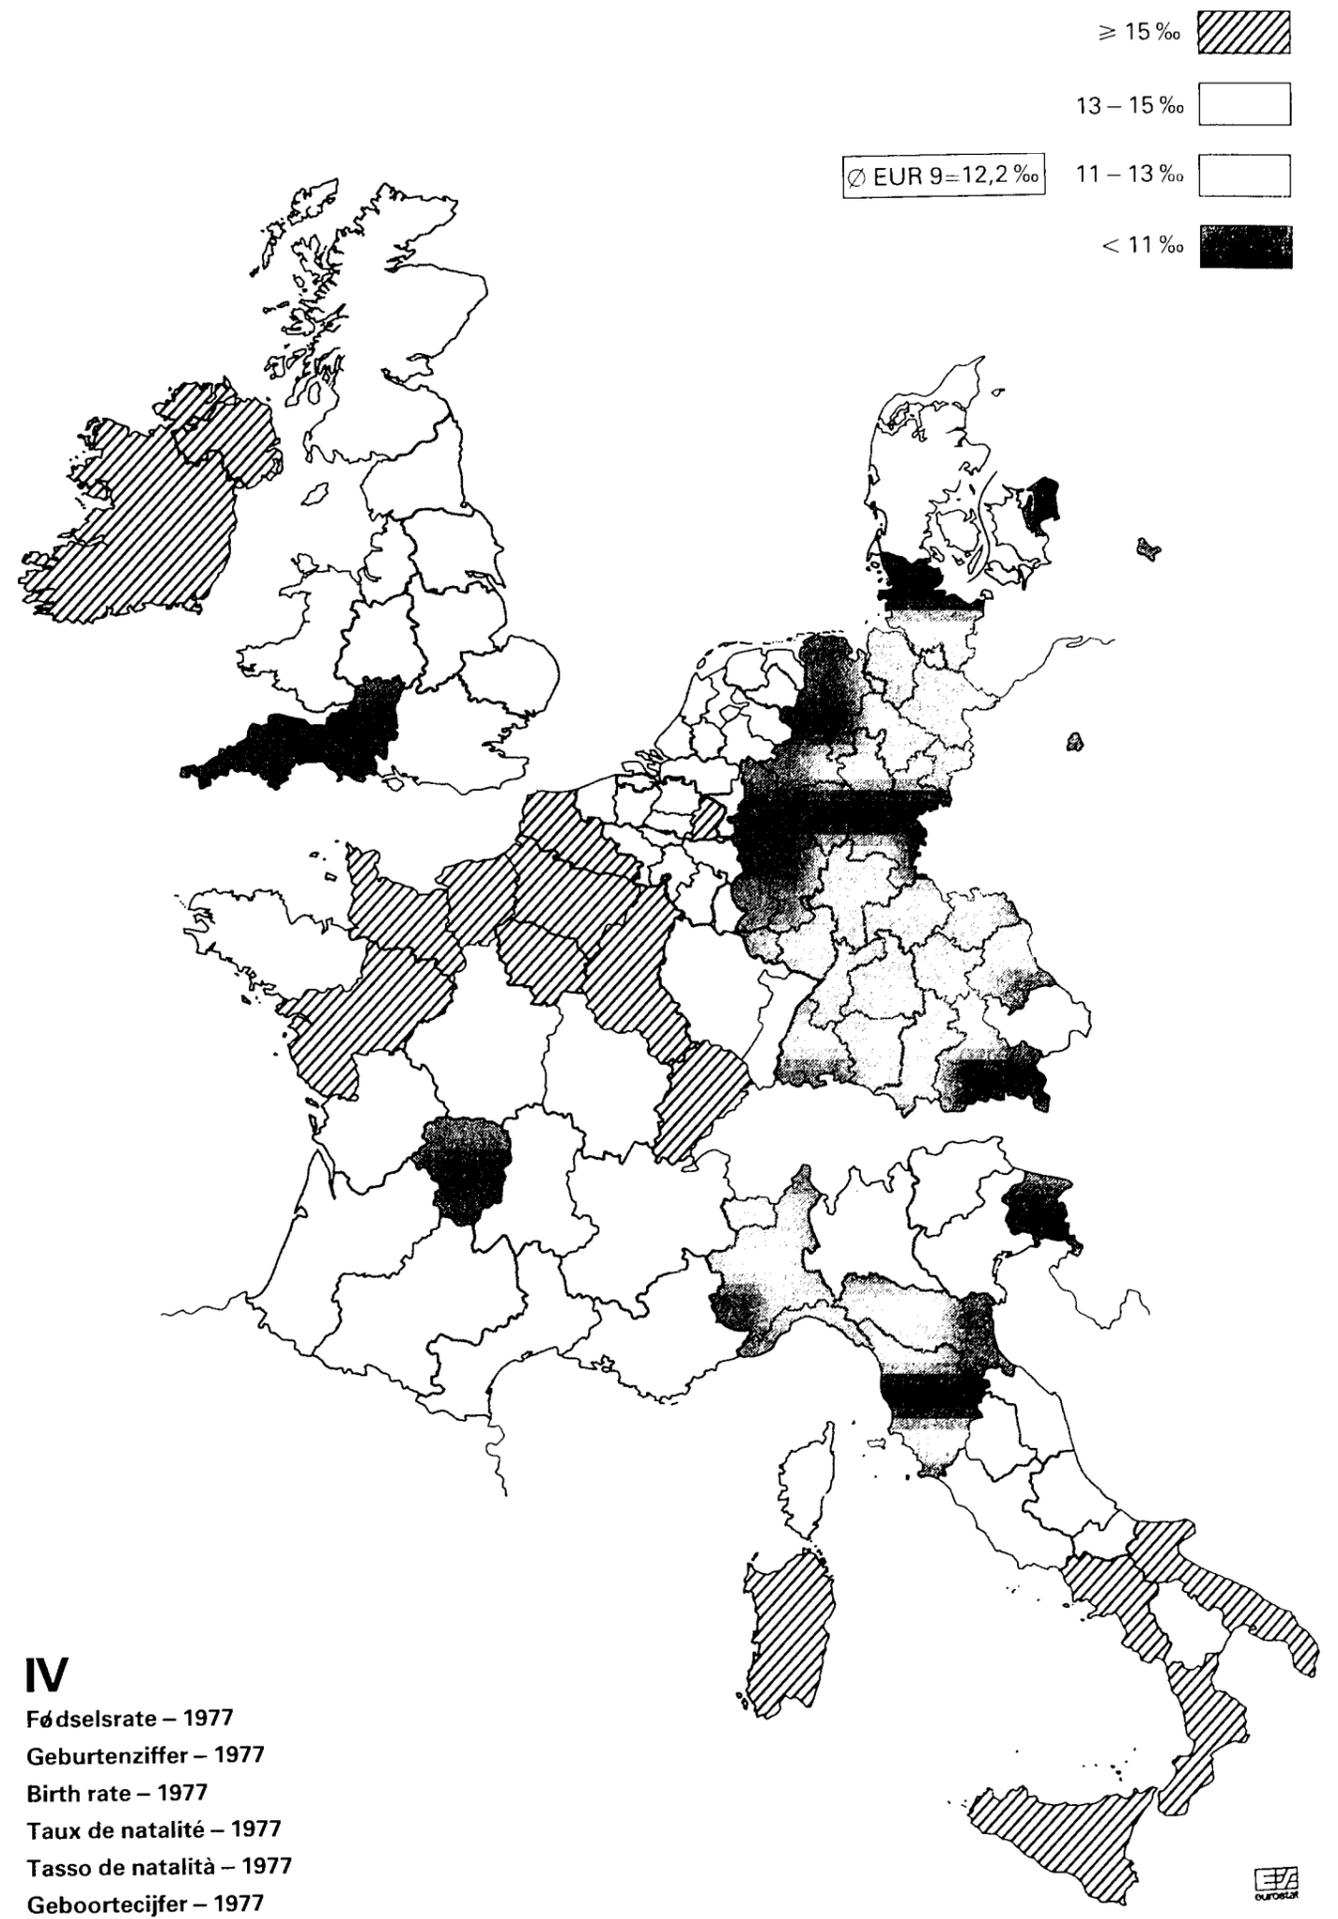 ≥ 15 ‰
13 – 15 ‰
Ø EUR 9=12,2 ‰ 11 – 13 ‰
< 11 ‰
IV
Fødselsrate – 1977
Geburtenziffer – 1977
Birth rate – 1977
Taux de natalité – 1977
Tasso de natalità – 1977
Geboortecijfer – 1977
eurostat